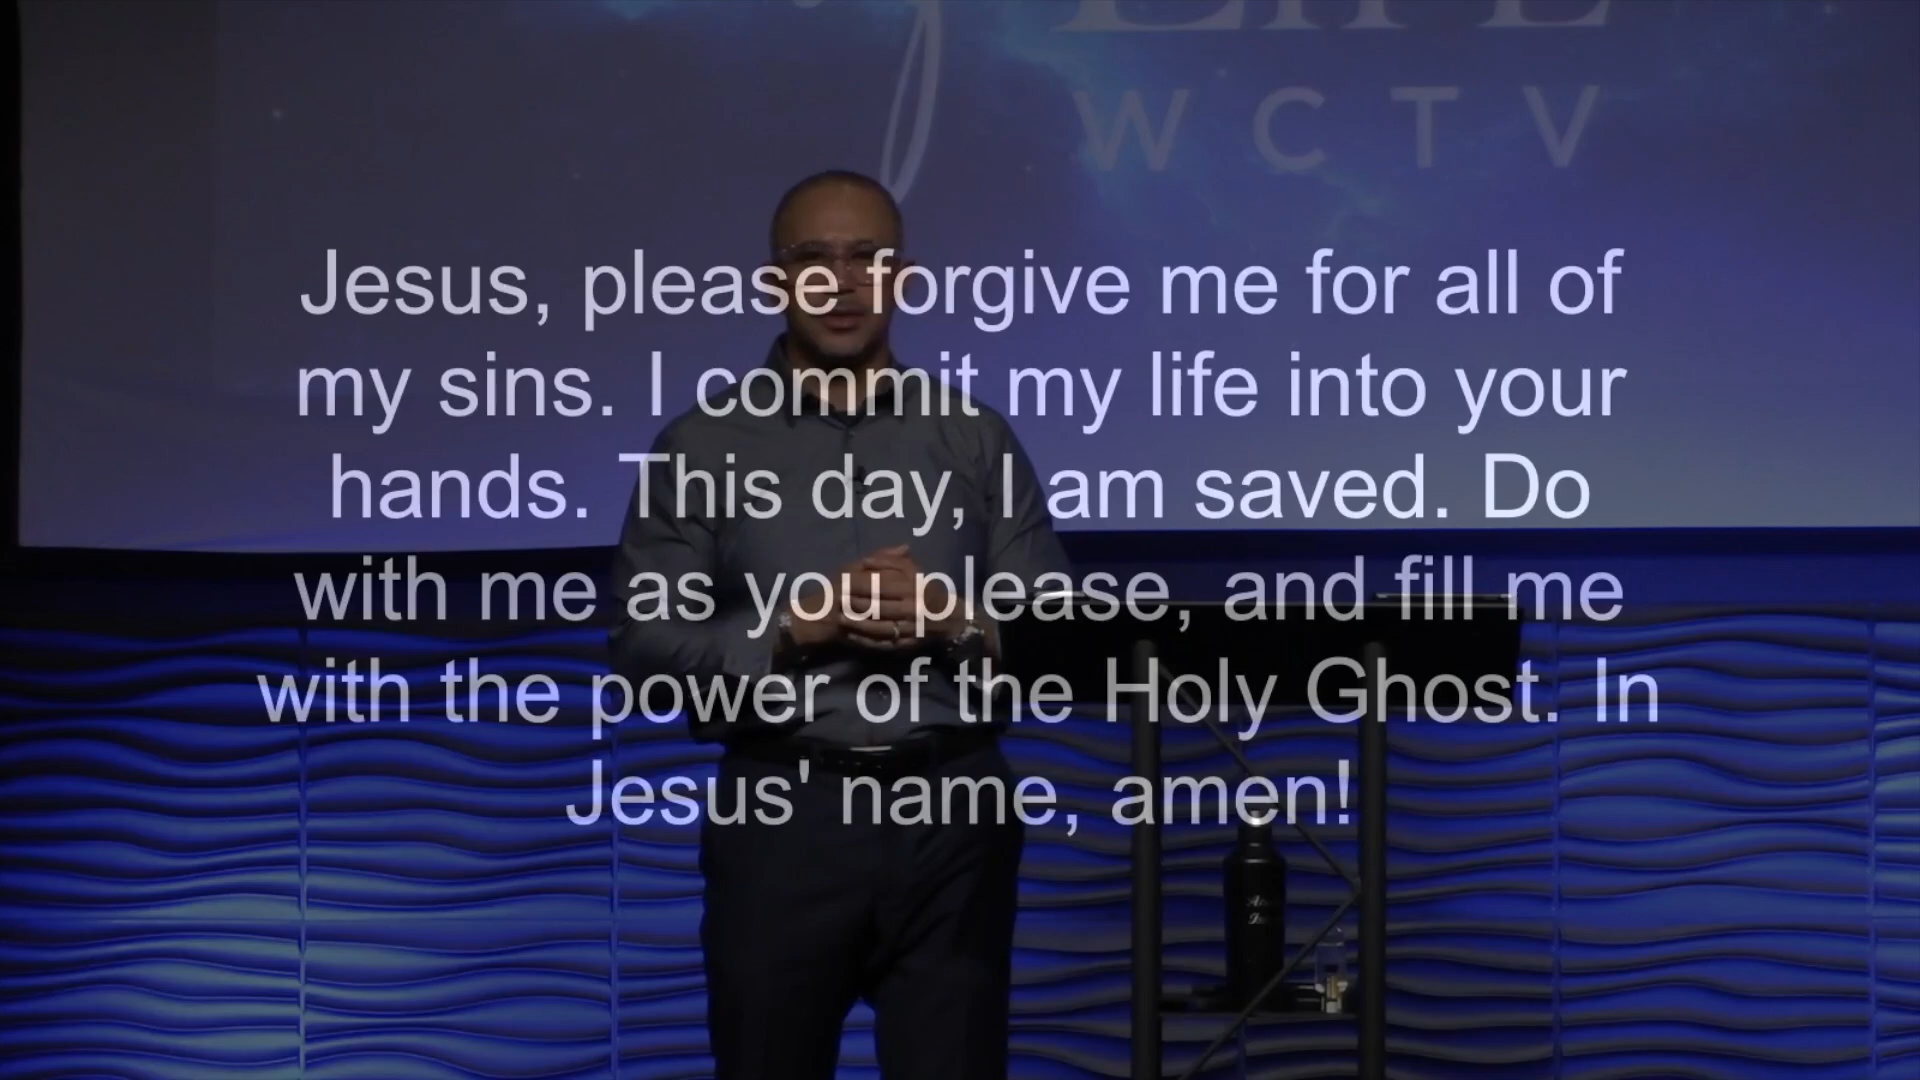 LIFE
WCTV
Jesus, please forgive me for all of
my sins. I commit my life into your
hands. This day, I am saved. Do
with me as you please, and fill me
with the power of the Holy Ghost. In
Jesus' name, amen!